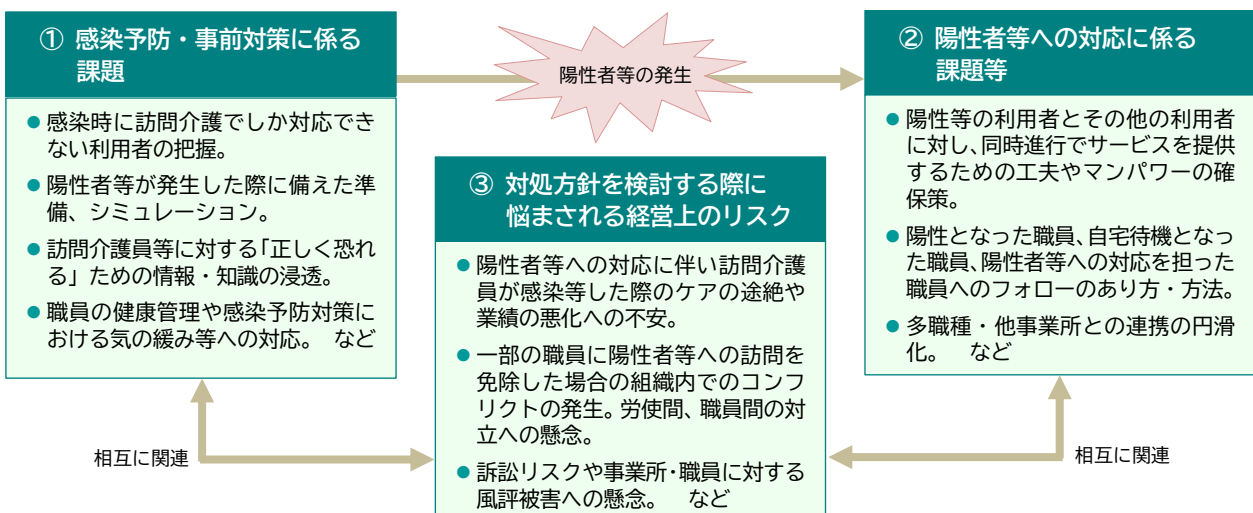 ① 感染予防・事前対策に係る
課題
● 感染時に訪問介護でしか対応でき
ない利用者の把握。
● 陽性者等が発生した際に備えた準
備、シミュレーション。
● 訪問介護員等に対する「正しく恐れ
る」ための情報・知識の浸透。
● 職員の健康管理や感染予防対策に
おける気の緩み等への対応。 など
陽性者等の発生
② 陽性者等への対応に係る
課題等
● 陽性等の利用者とその他の利用者
に対し、同時進行でサービスを提供
するための工夫やマンパワーの確
保策。
● 陽性となった職員、自宅待機となっ
た職員、陽性者等への対応を担った
職員へのフォローのあり方・方法。
● 多職種・他事業所との連携の円滑
化。 など
③ 対処方針を検討する際に
悩まされる経営上のリスク
● 陽性者等への対応に伴い訪問介護
員が感染等した際のケアの途絶や
業績の悪化への不安。
● 一部の職員に陽性者等への訪問を
免除した場合の組織内でのコンフ
リクトの発生。労使間、職員間の対
立への懸念。
● 訴訟リスクや事業所・職員に対する
風評被害への懸念。 など
相互に関連
相互に関連